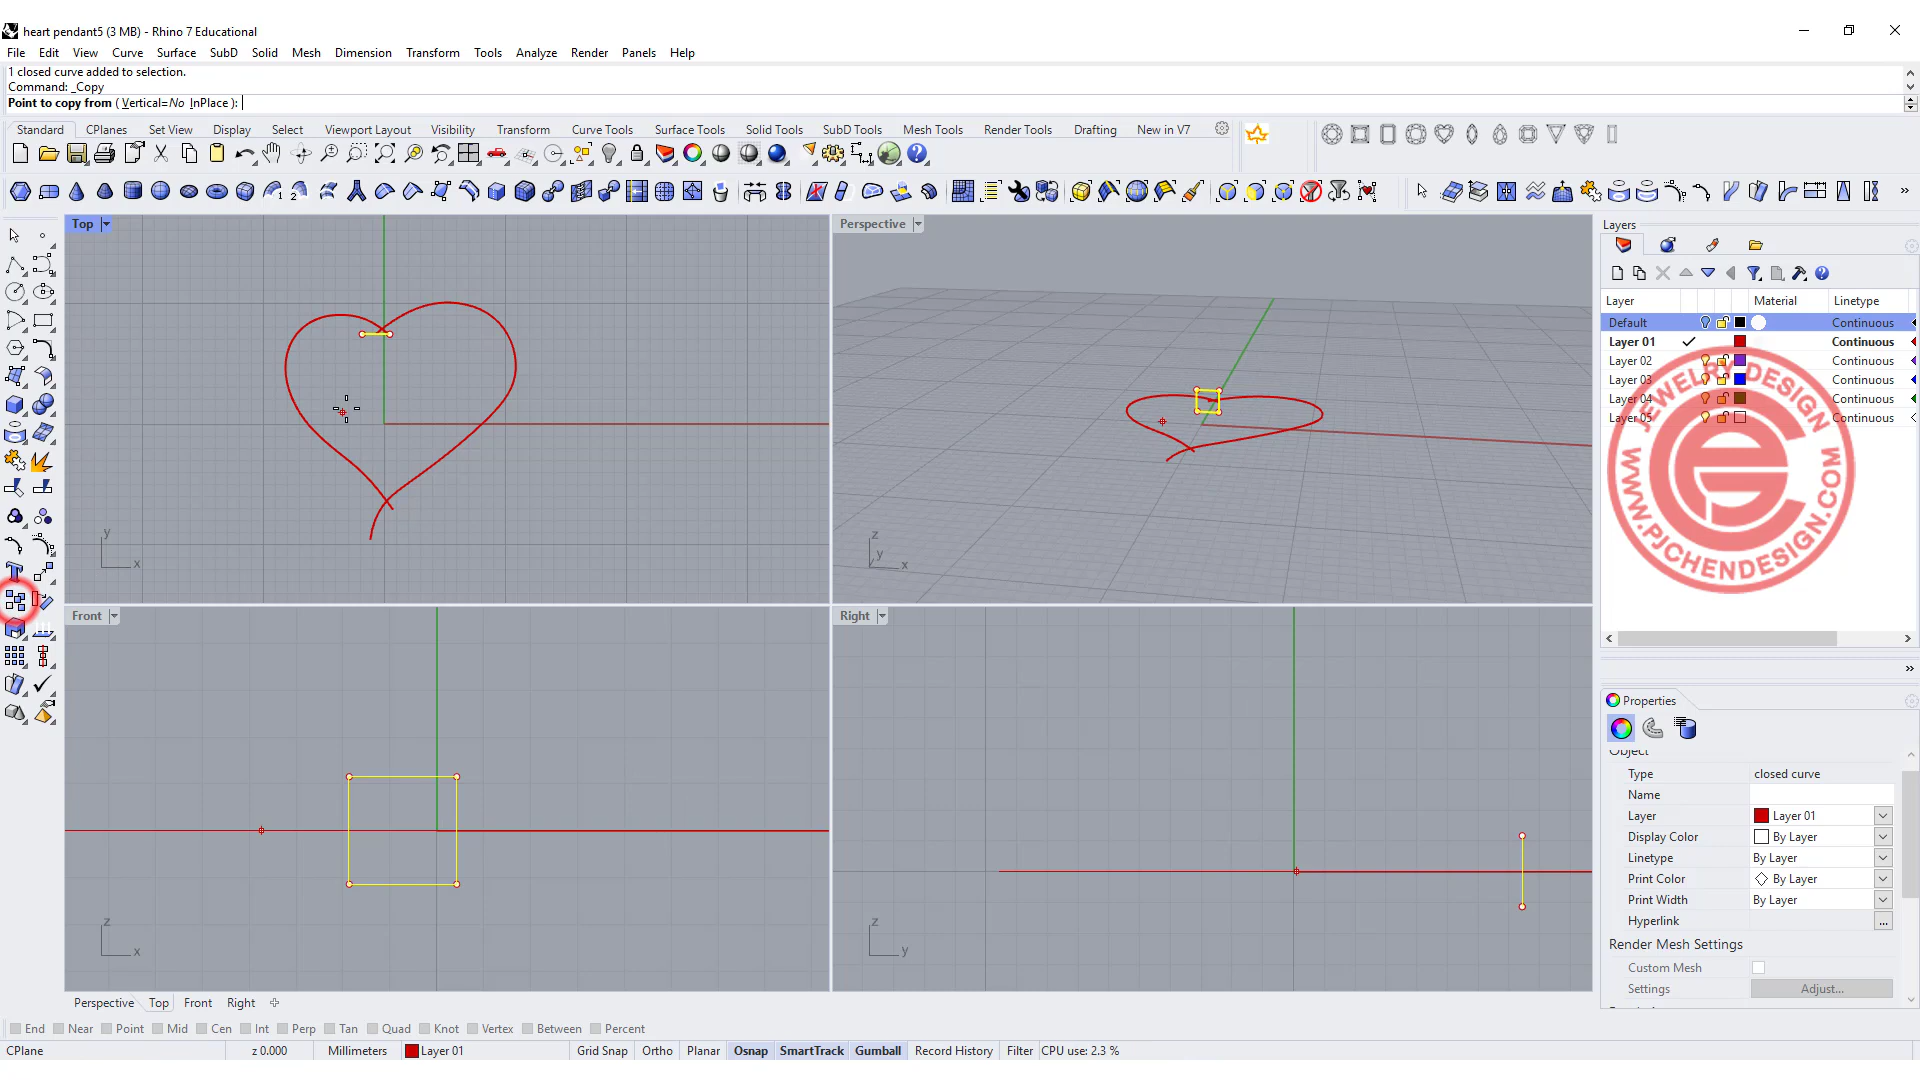 heart pendant5 (3 MB) - Rhino 7 Educational
File Edit View Curve Surface SubD Solid Mesh Dimension Transform Tools Analyze Render Panels Help
1 closed curve added to selection.
Command: _Copy
Point to copy from ( Vertical=No InPlace ):
Standard CPlanes Set View Display Select Viewport Layout Visibility Transform Curve Tools Surface Tools Solid Tools SubD Tools Mesh Tools Render Tools Drafting New in V7
Top
y
x
Perspective
z
y
x
Front
z
x
Right
z
y
Layers
Layer Material Linetype
Default Continuous
Layer 01 Continuous
Layer 02 Continuous
Layer 03 Continuous
Layer 04 Continuous
Layer 05 Continuous
JEWELRY DESIGN
WWW.PJCHENDESIGN.COM
Properties
Object
Type closed curve
Name
Layer Layer 01
Display Color By Layer
Linetype By Layer
Print Color By Layer
Print Width By Layer
Hyperlink ...
Render Mesh Settings
Custom Mesh
Settings Adjust...
Perspective Top Front Right
End Near Point Mid Cen Int Perp Tan Quad Knot Vertex Between Percent
CPlane z 0.000 Millimeters Layer 01 Grid Snap Ortho Planar Osnap SmartTrack Gumball Record History Filter CPU use: 2.3 %